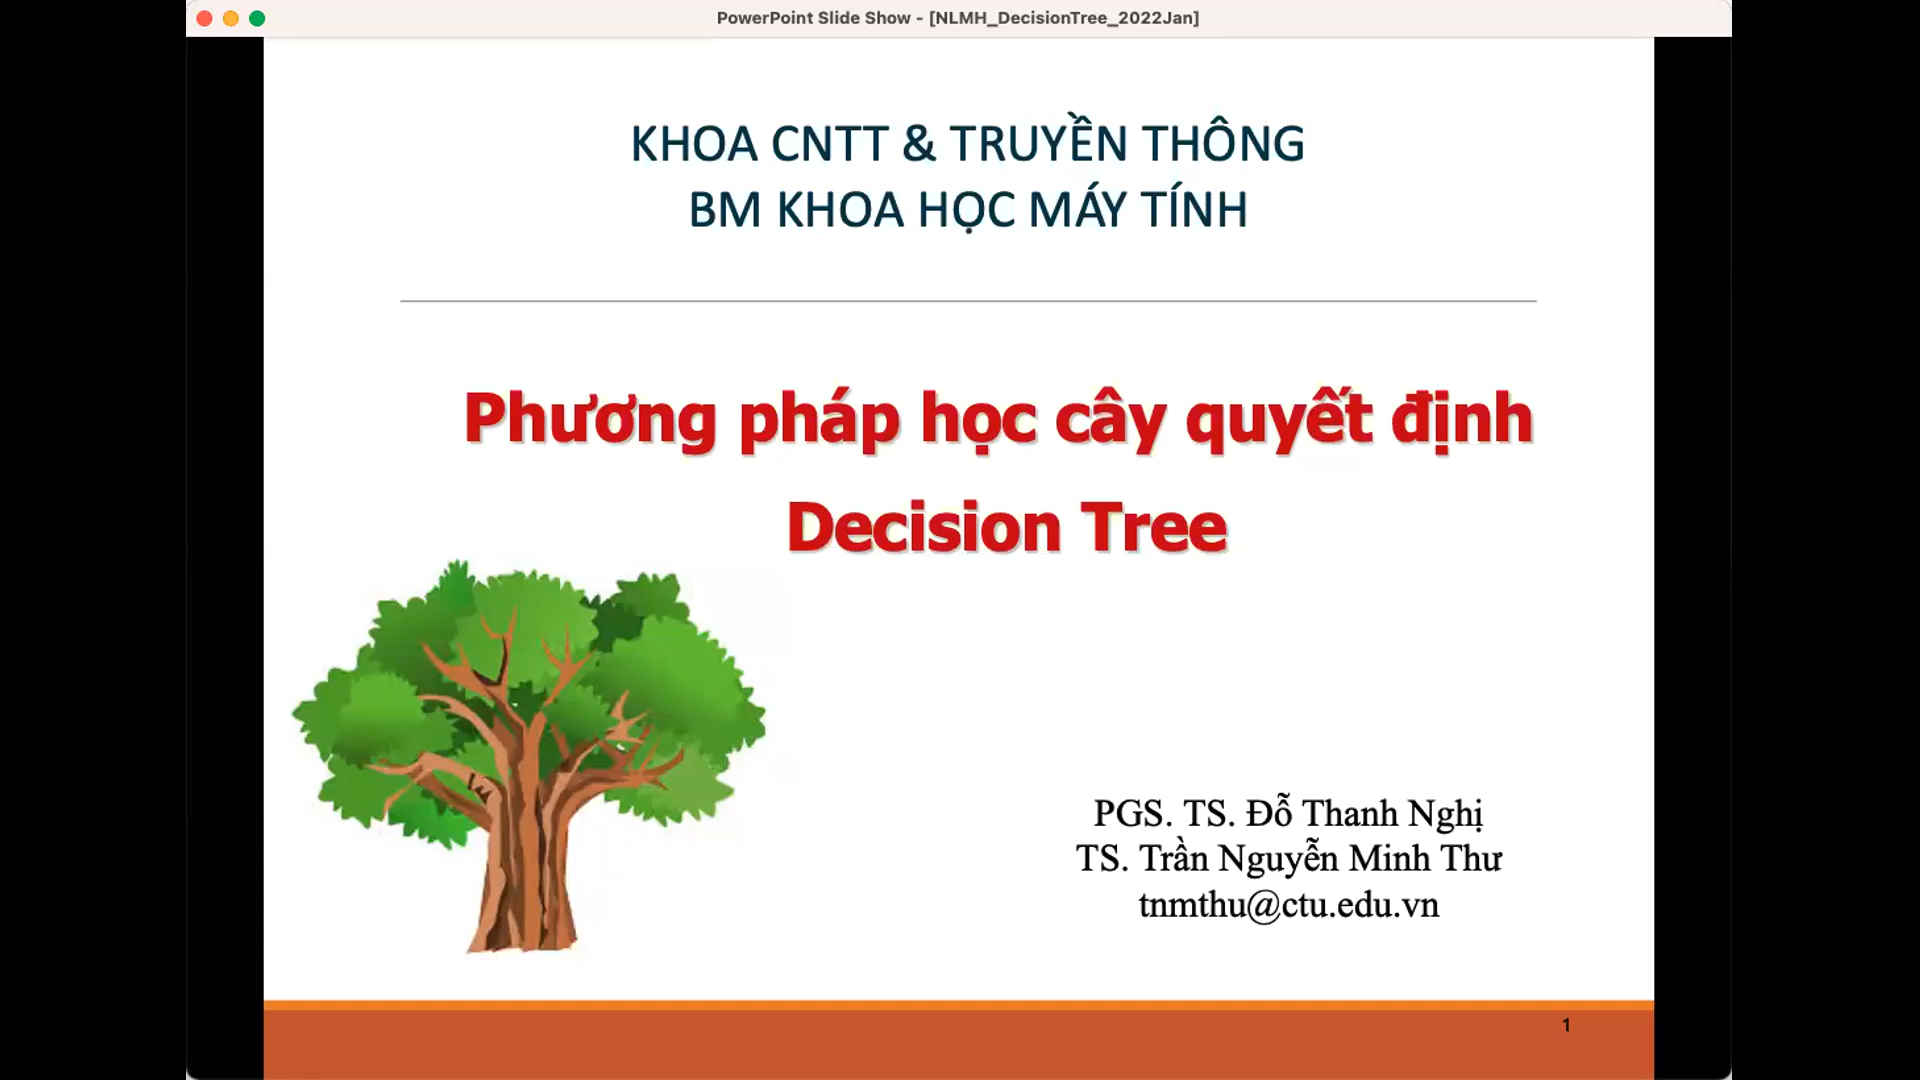 PowerPoint Slide Show - [NLMH_DecisionTree_2022Jan]
KHOA CNTT & TRUYỀN THÔNG
BM KHOA HỌC MÁY TÍNH
Phương pháp học cây quyết định
Decision Tree
PGS. TS. Đỗ Thanh Nghị
TS. Trần Nguyễn Minh Thư
tnmthu@ctu.edu.vn
1